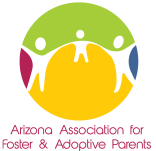 Arizona Association for
Foster & Adoptive Parents